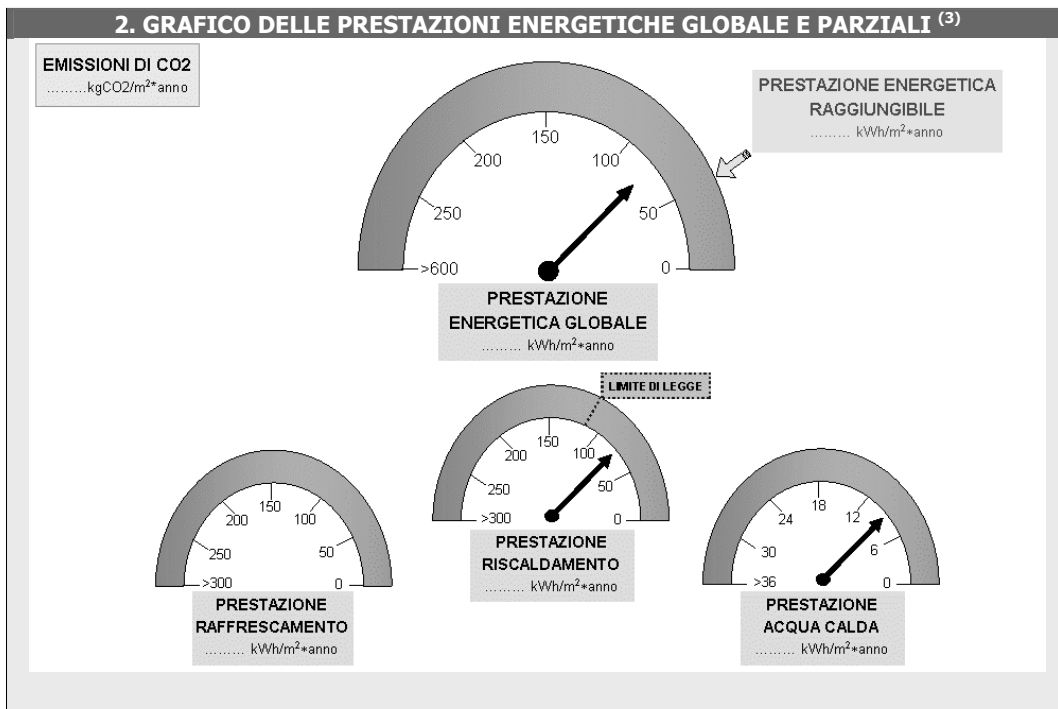 2. GRAFICO DELLE PRESTAZIONI ENERGETICHE GLOBALE E PARZIALI (3)
EMISSIONI DI CO2
.........kgCO2/m²*anno
PRESTAZIONE ENERGETICA
RAGGIUNGIBILE
......... kWh/m²*anno
150
200
100
250
50
>600
0
PRESTAZIONE
ENERGETICA GLOBALE
......... kWh/m²*anno
LIMITE DI LEGGE
150
200
100
250
50
>300
0
PRESTAZIONE
RISCALDAMENTO
......... kWh/m²*anno
150
200
100
250
50
>300
0
PRESTAZIONE
RAFFRESCAMENTO
......... kWh/m²*anno
18
24
12
30
6
>36
0
PRESTAZIONE
ACQUA CALDA
......... kWh/m²*anno